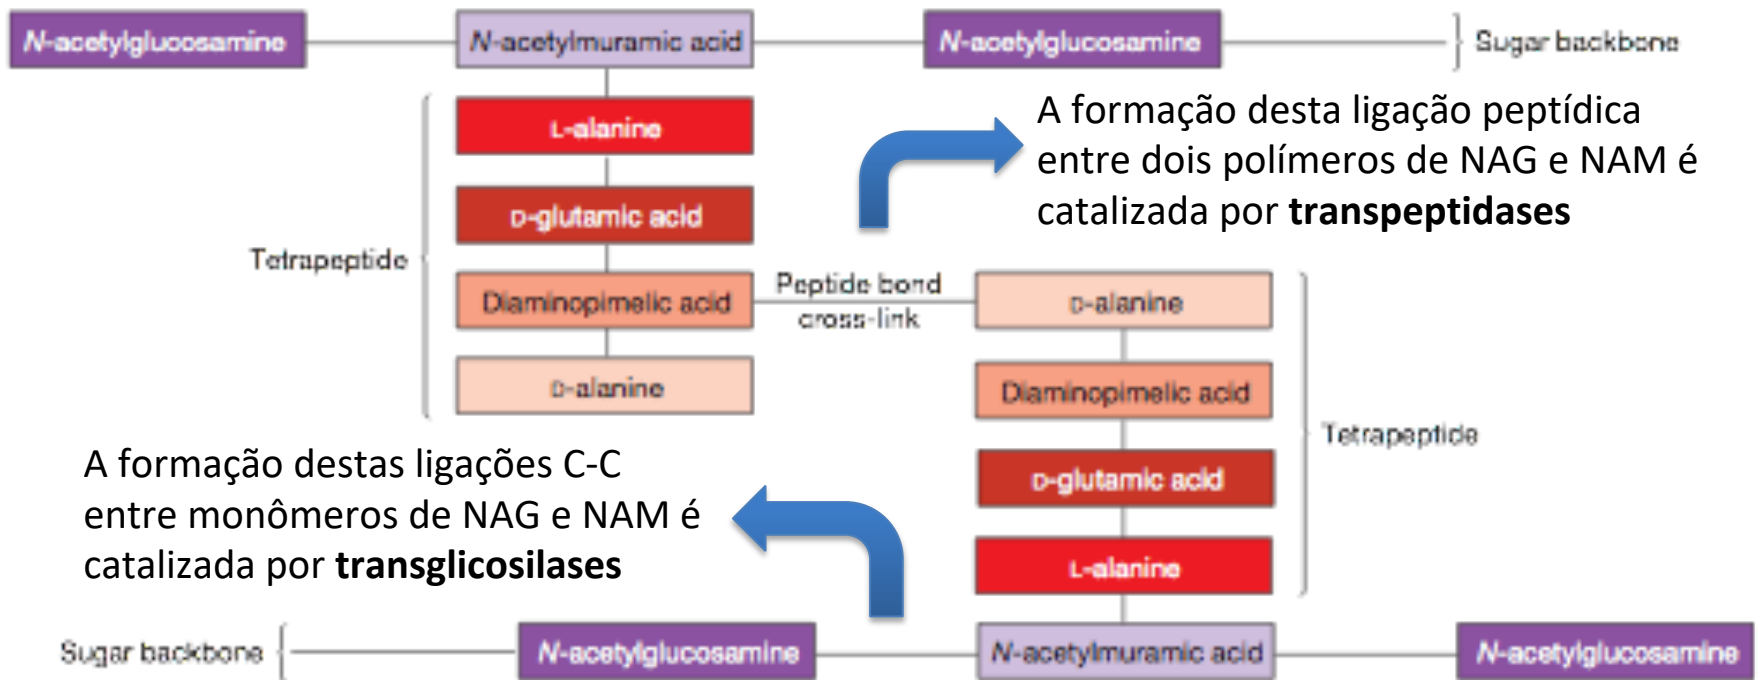 N-acetylglucosamine
N-acetylmuramic acid
N-acetylglucosamine
Sugar backbone
L-alanine
D-glutamic acid
Diaminopimelic acid
D-alanine
Tetrapeptide
A formação desta ligação peptídica
entre dois polímeros de NAG e NAM é
catalizada por transpeptidases
Peptide bond
cross-link
D-alanine
Diaminopimelic acid
D-glutamic acid
L-alanine
Tetrapeptide
A formação destas ligações C-C
entre monômeros de NAG e NAM é
catalizada por transglicosilases
Sugar backbone
N-acetylglucosamine
N-acetylmuramic acid
N-acetylglucosamine